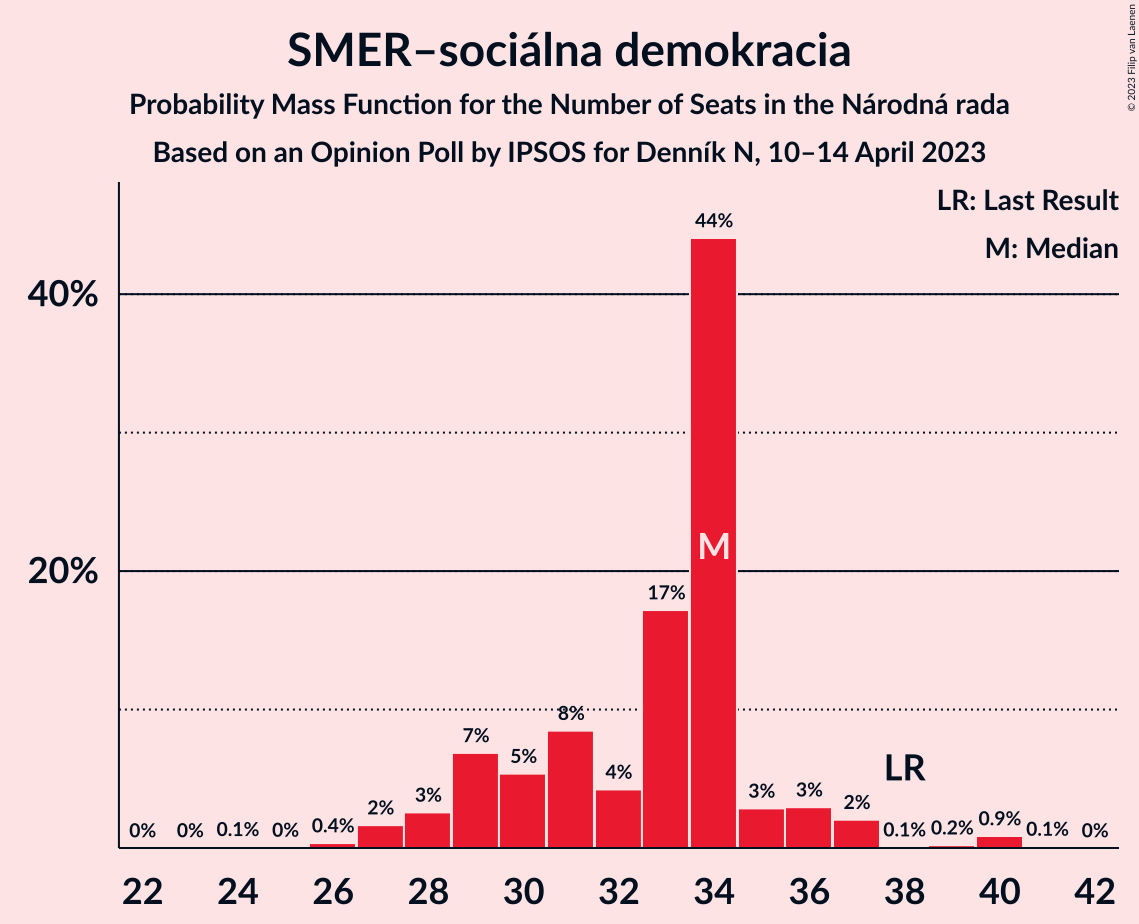 SMER–sociálna demokracia
Probability Mass Function for the Number of Seats in the Národná rada
Based on an Opinion Poll by IPSOS for Denník N, 10–14 April 2023
© 2023 Filip van Laenen
LR: Last Result
M: Median
40%
20%
0%
0%
0.1%
0%
0.4%
2%
3%
7%
5%
8%
4%
17%
44%
3%
3%
2%
0.1%
0.2%
0.9%
0.1%
0%
M
LR
22 24 26 28 30 32 34 36 38 40 42